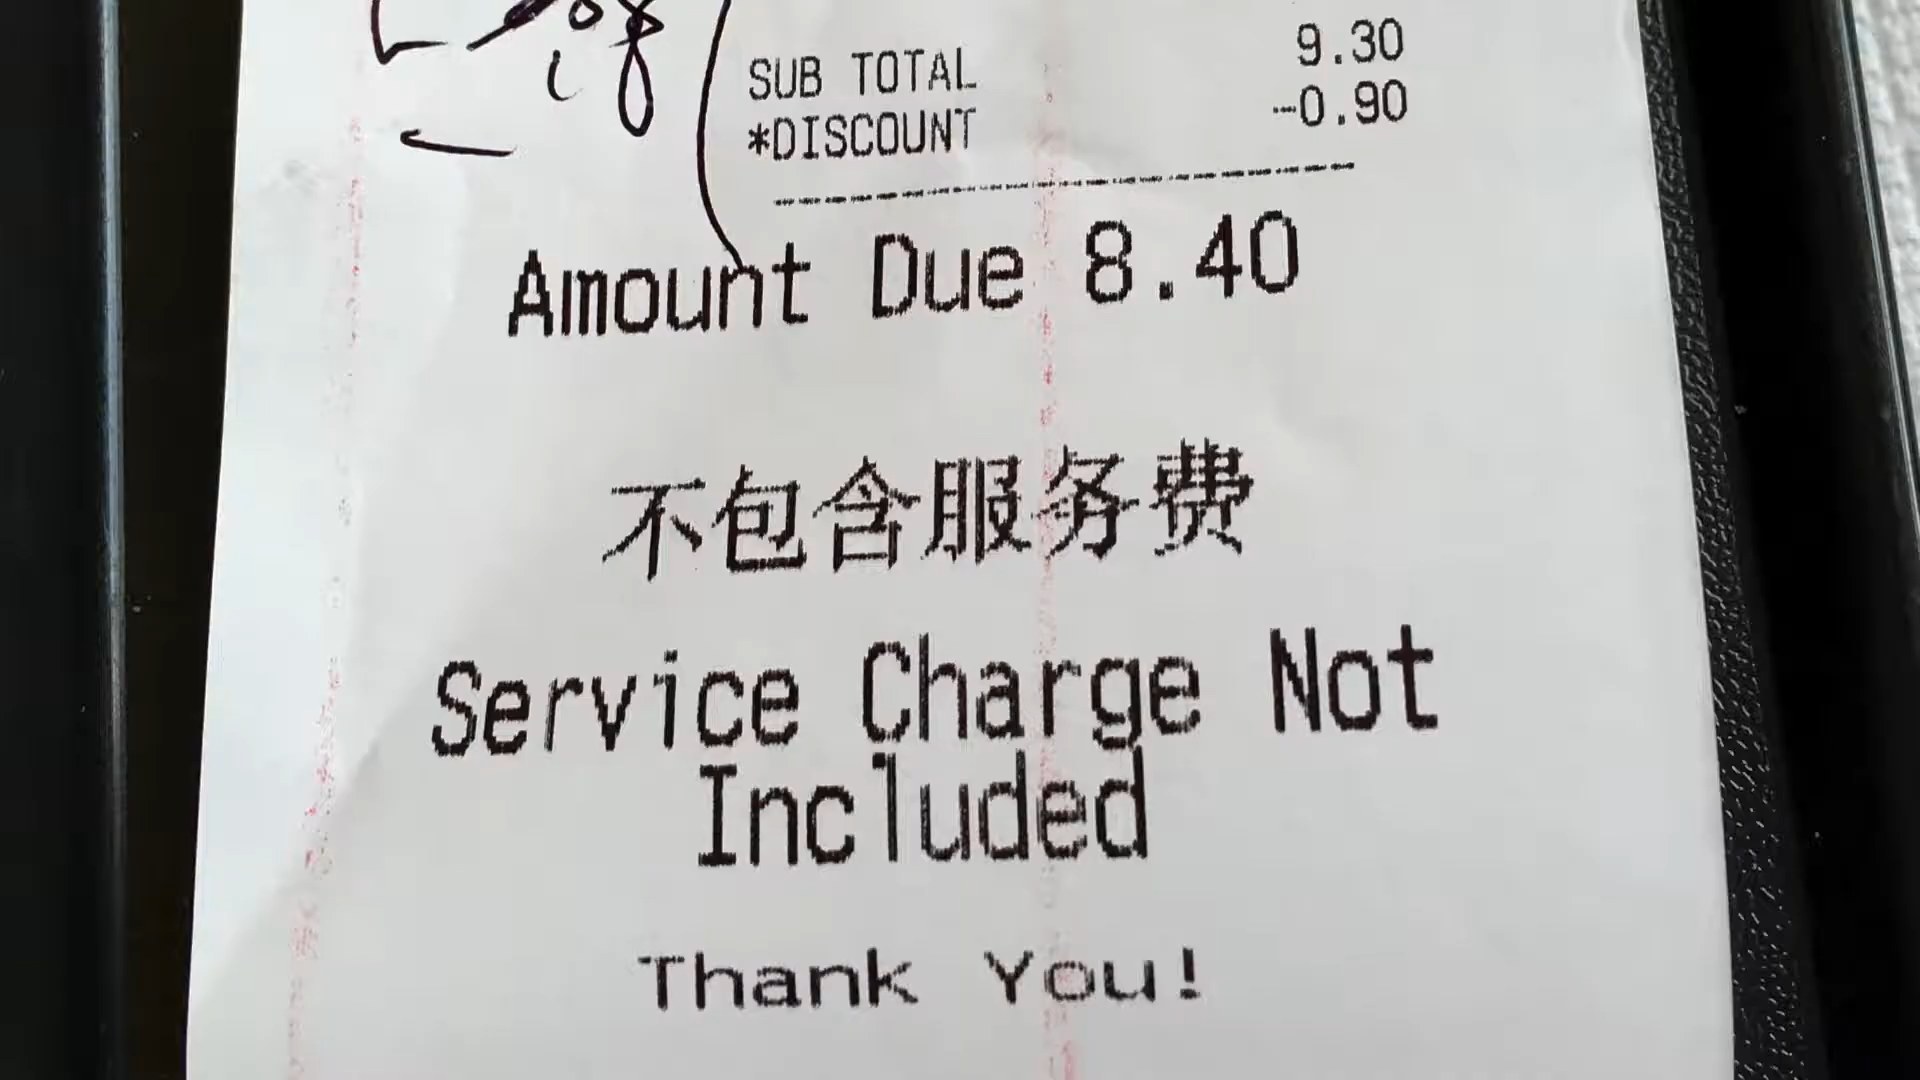 SUB TOTAL 9.30
*DISCOUNT -0.90
Amount Due 8.40
不包含服务费
Service Charge Not
Included
Thank You!